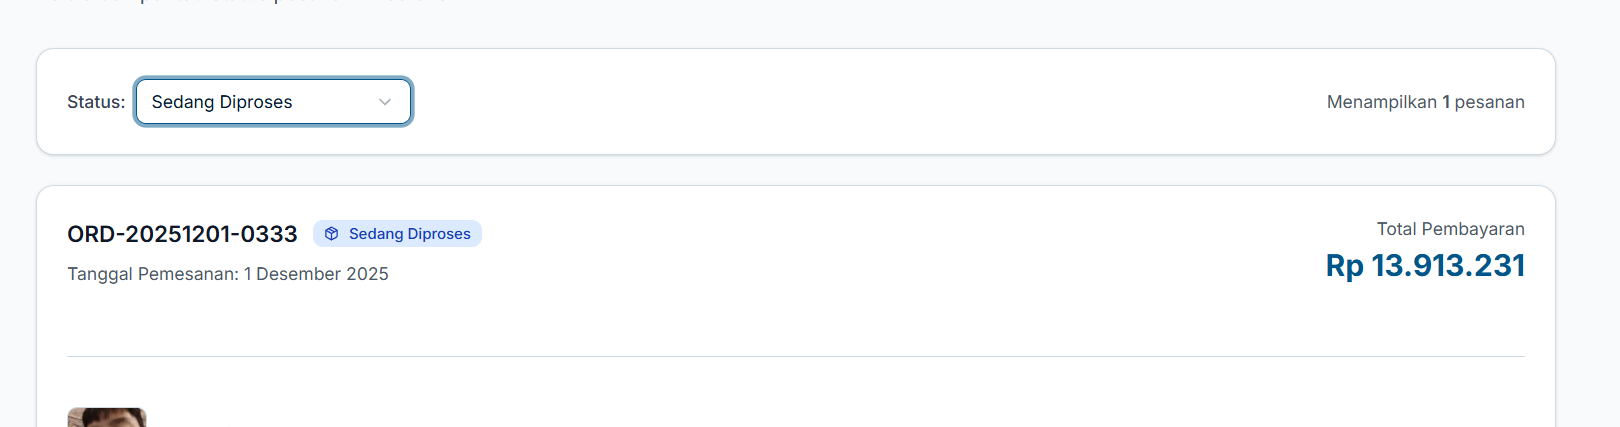 Status:
Sedang Diproses
Menampilkan 1 pesanan
ORD-20251201-0333
Sedang Diproses
Total Pembayaran
Tanggal Pemesanan: 1 Desember 2025
Rp 13.913.231